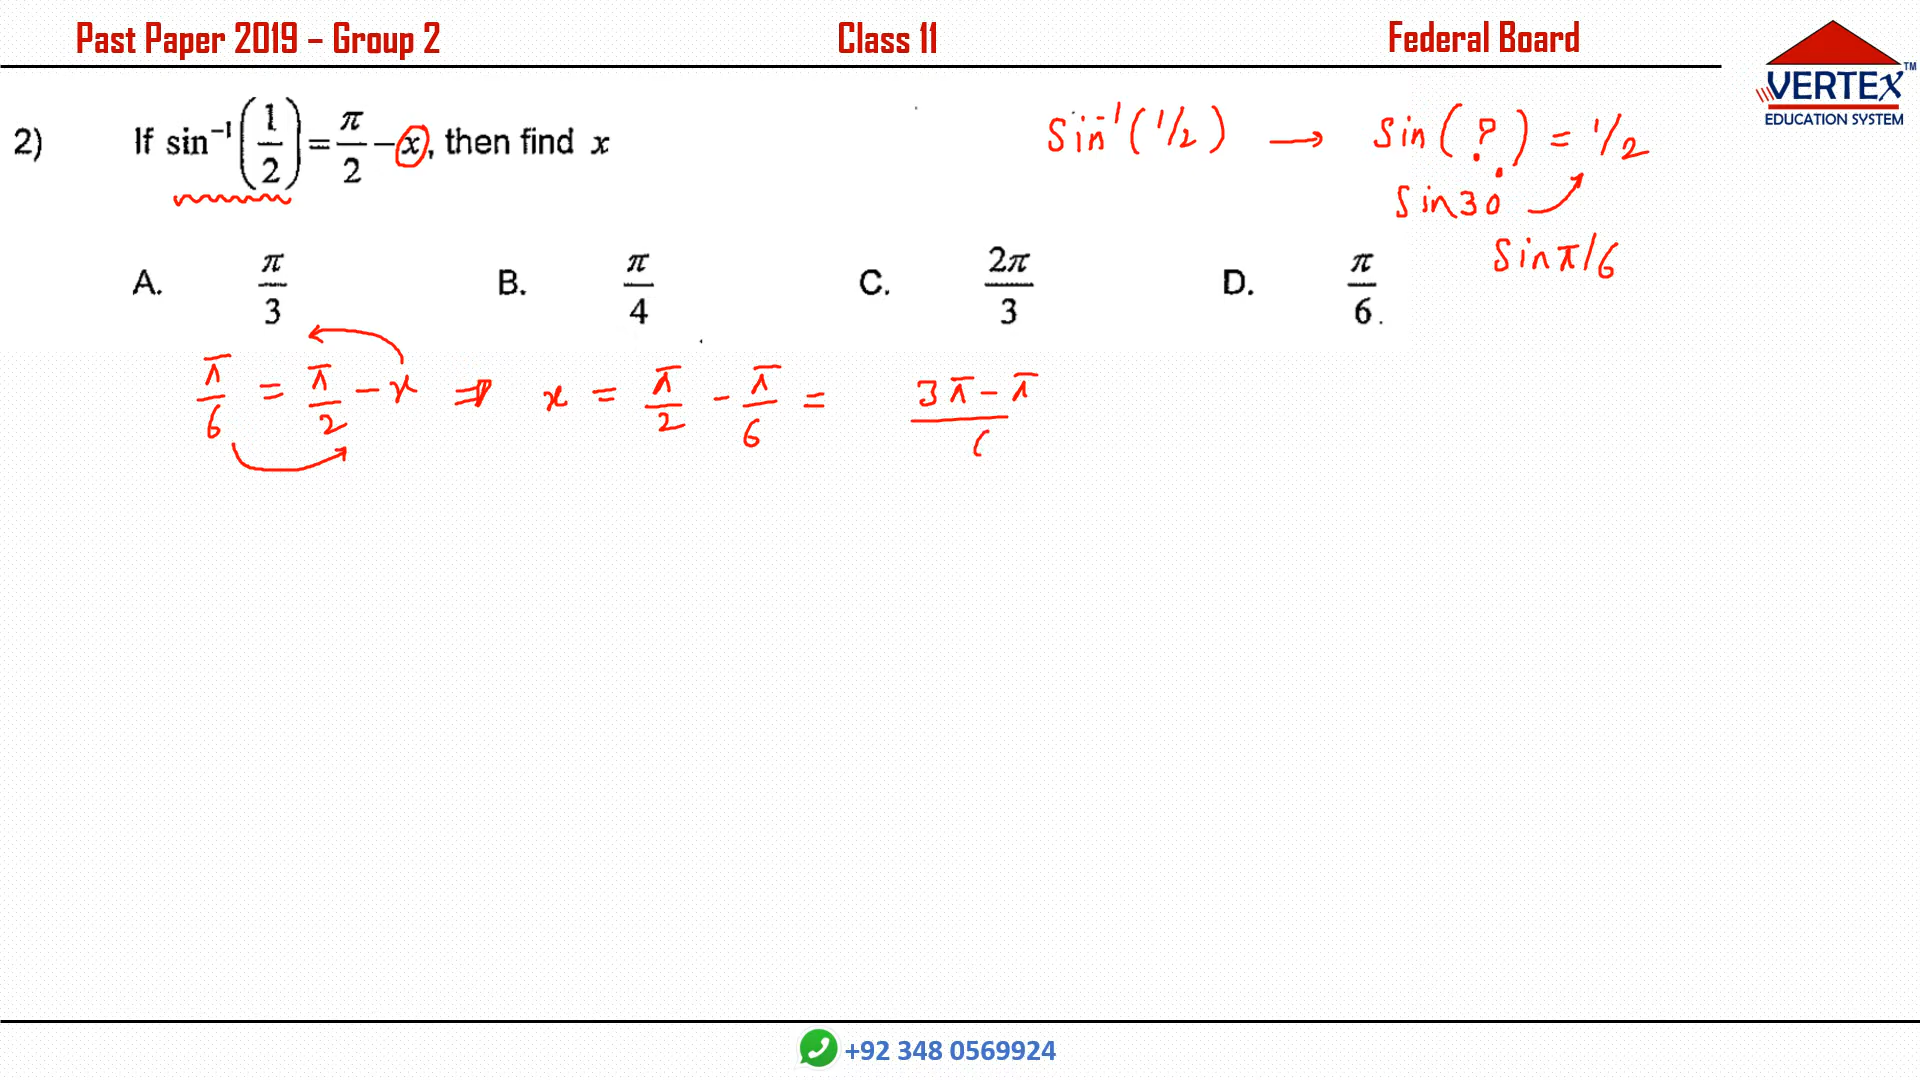 Past Paper 2019 – Group 2 Class 11 Federal Board
VERTEX TM
EDUCATION SYSTEM
2) If sin⁻¹(1/2) = π/2 − x, then find x
Sin⁻¹(1/2) → Sin(?) = 1/2
Sin30
Sin π/6
A. π/3 B. π/4 C. 2π/3 D. π/6.
π/6 = π/2 − x ⇒ x = π/2 − π/6 = 3π − π
+92 348 0569924